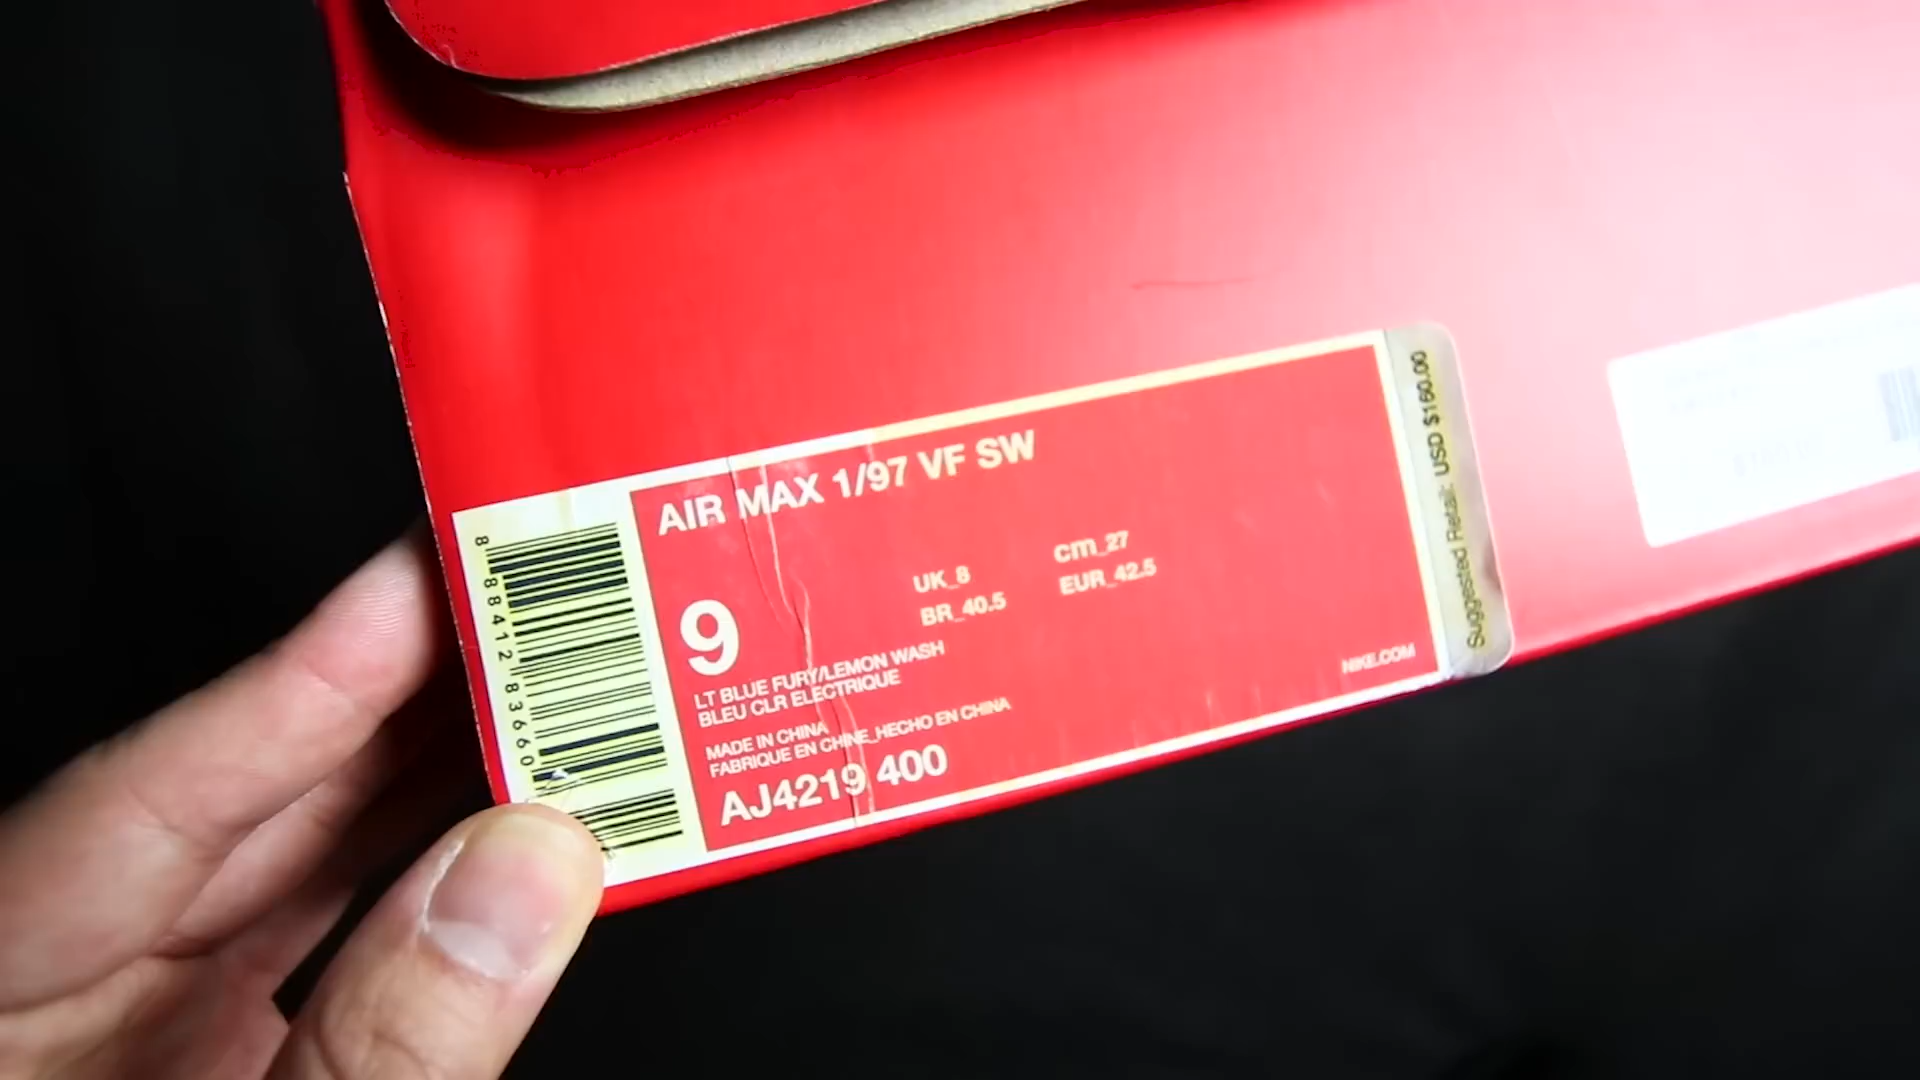 AIR MAX 1/97 VF SW
9
UK_8
cm_27
BR_40.5
EUR_42.5
LT BLUE FURY/LEMON WASH
BLEU CLR ELECTRIQUE
MADE IN CHINA
FABRIQUE EN CHINE_HECHO EN CHINA
AJ4219 400
NIKE.COM
8 88412 83660
Suggested Retail: USD $160.00